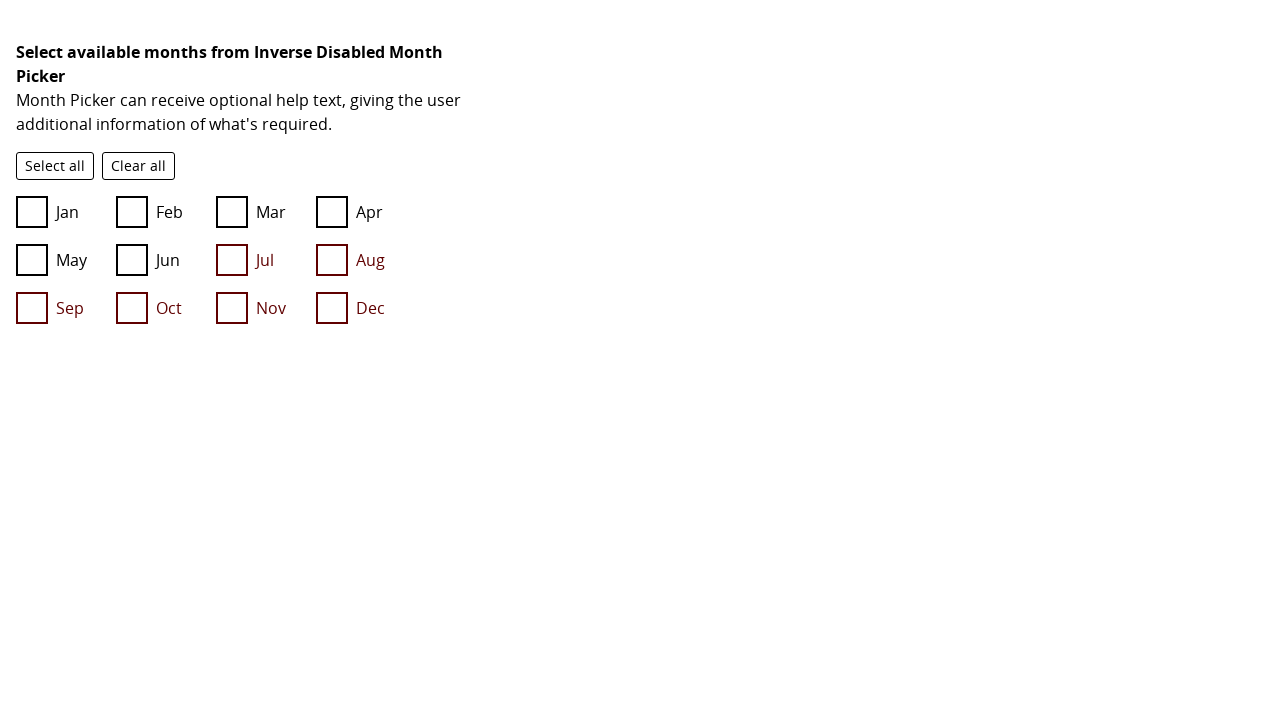 Select available months from Inverse Disabled Month
Picker
Month Picker can receive optional help text, giving the user
additional information of what's required.
Select all Clear all
Jan Feb Mar Apr
May Jun Jul Aug
Sep Oct Nov Dec